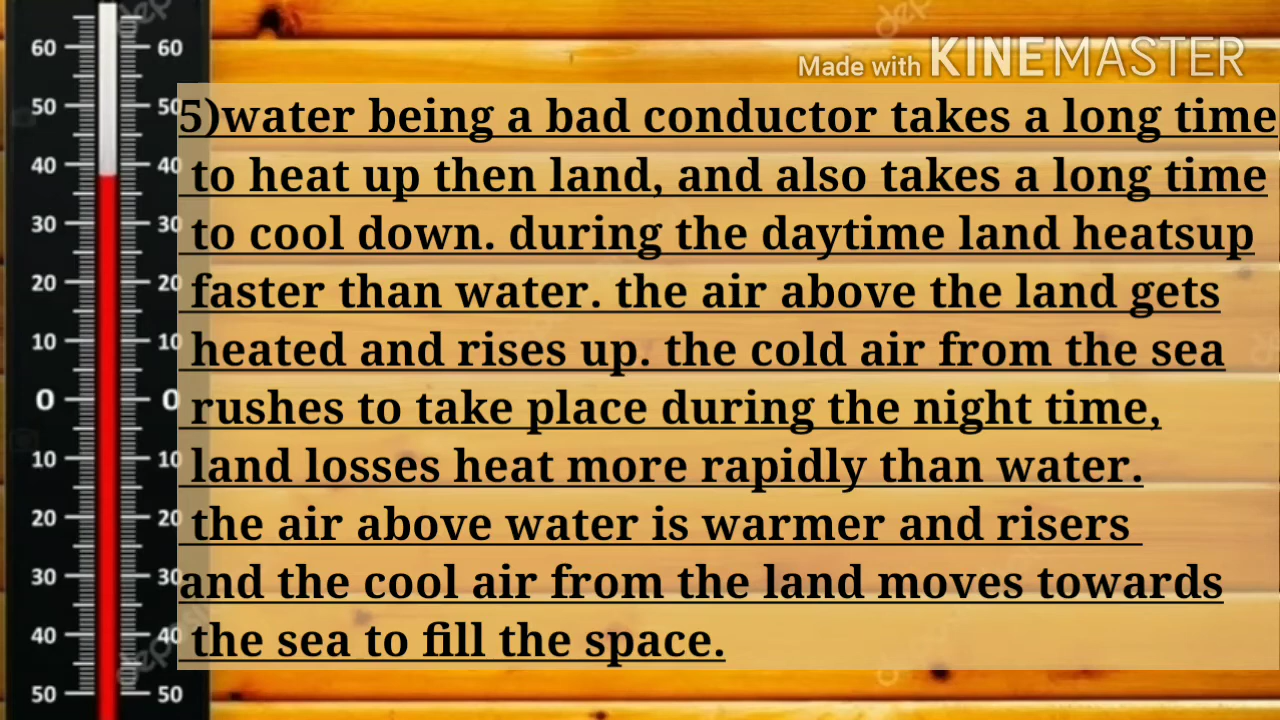 Made with KINEMASTER
60 60
50 50
40 40
30 30
20 20
10 10
0 0
10 10
20 20
30 30
40 40
50 50
5)water being a bad conductor takes a long time
to heat up then land, and also takes a long time
to cool down. during the daytime land heatsup
faster than water. the air above the land gets
heated and rises up. the cold air from the sea
rushes to take place during the night time,
land losses heat more rapidly than water.
the air above water is warmer and risers
and the cool air from the land moves towards
the sea to fill the space.